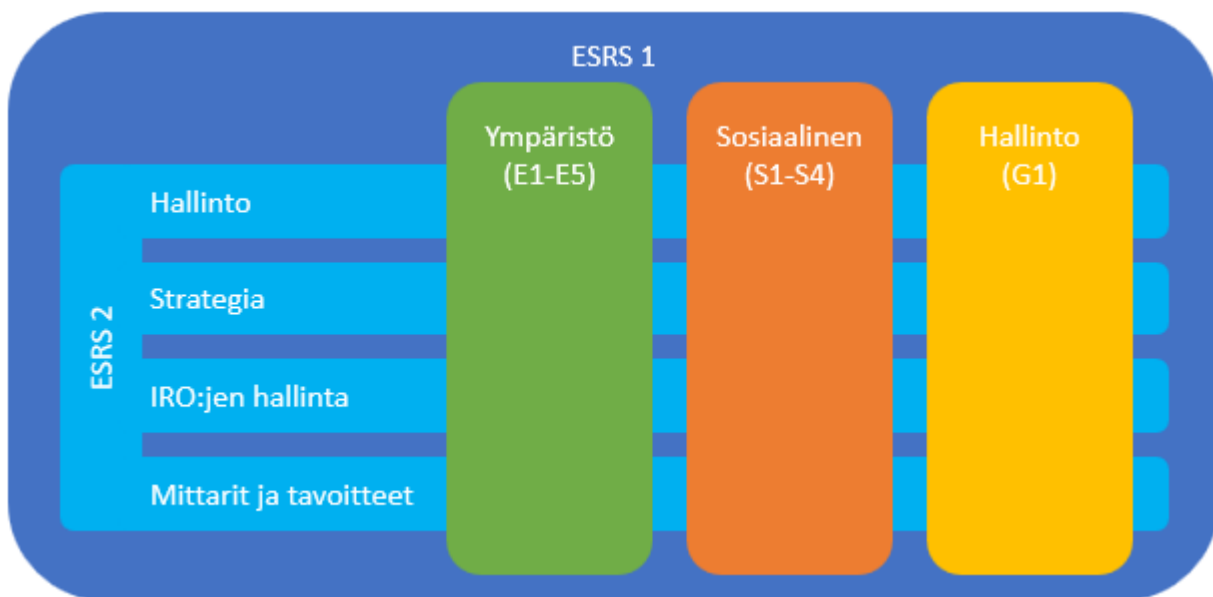 ESRS 1
Ympäristö
(E1-E5)
Sosiaalinen
(S1-S4)
Hallinto
(G1)
ESRS 2
Hallinto
Strategia
IRO:jen hallinta
Mittarit ja tavoitteet